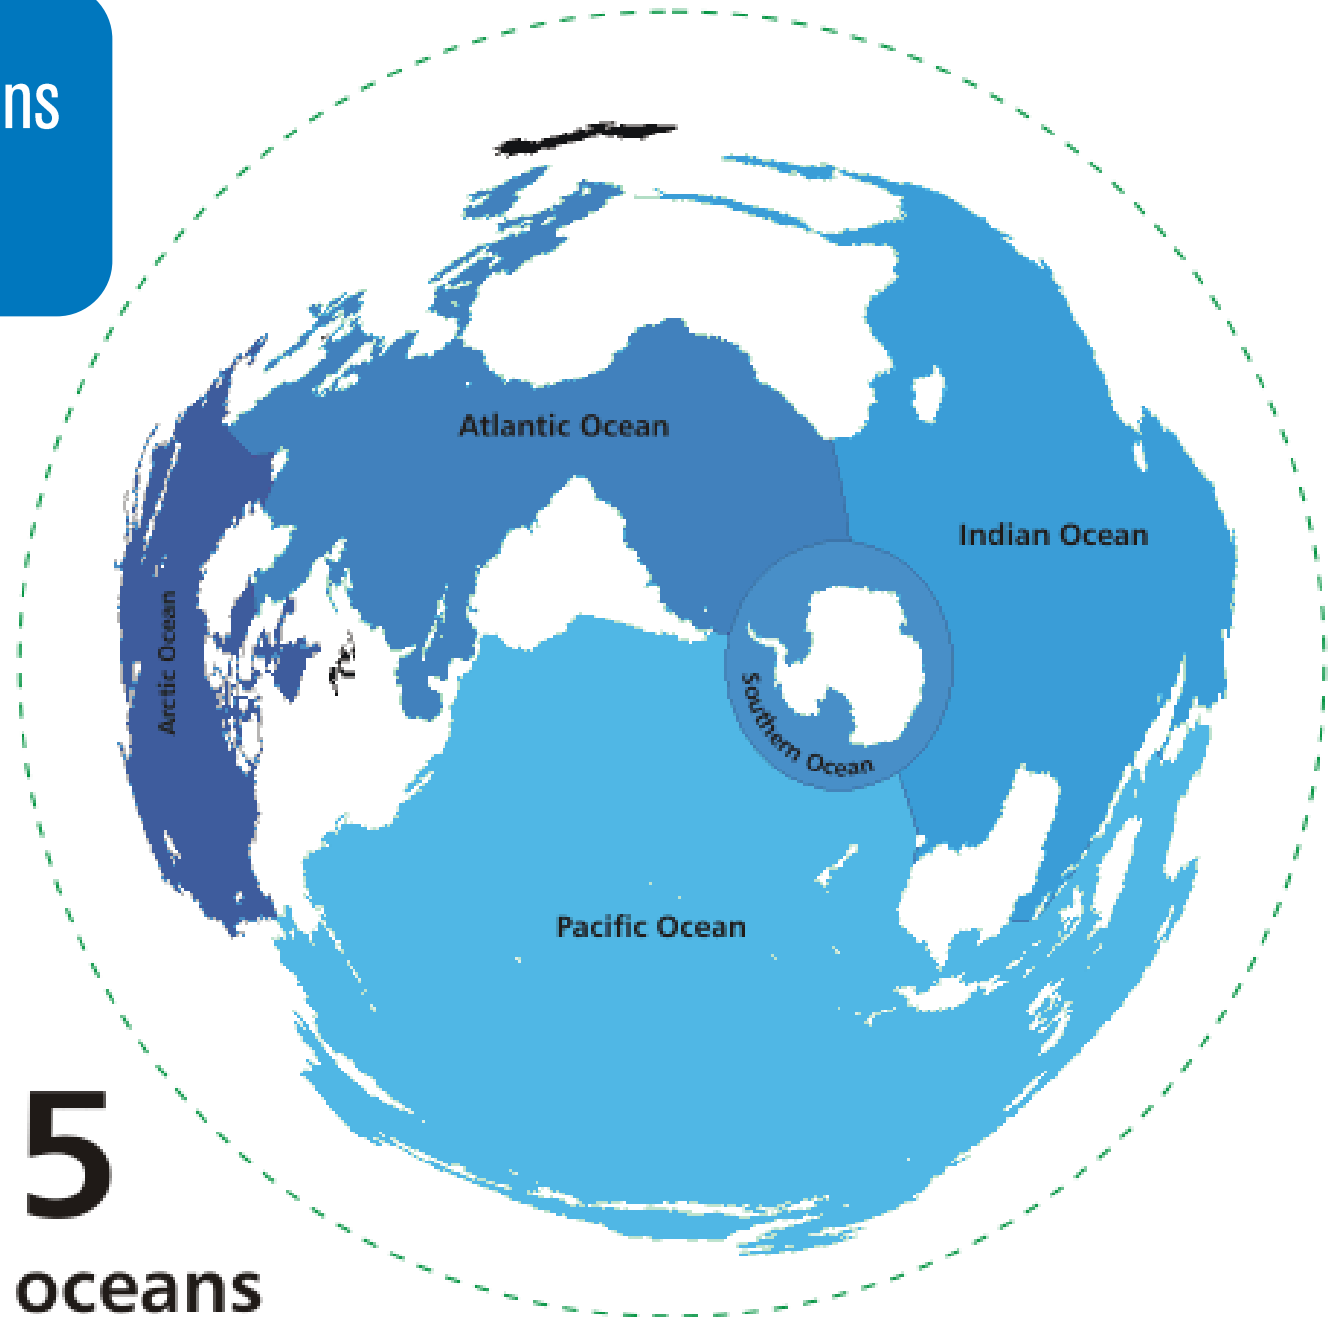 ns
Atlantic Ocean
Indian Ocean
Arctic Ocean
Southern Ocean
Pacific Ocean
5
oceans